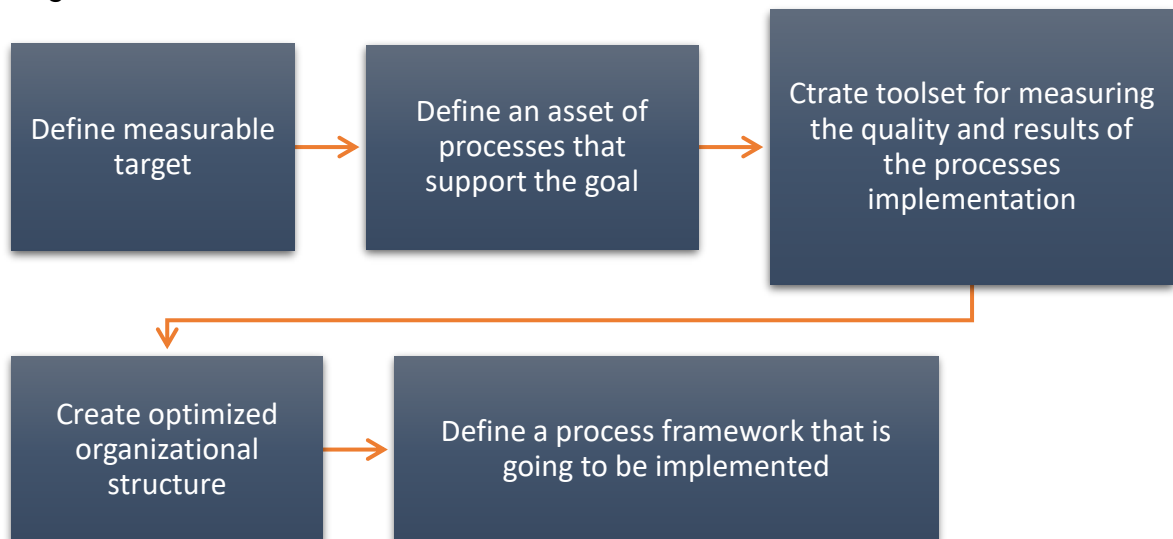 Define measurable
target
Define an asset of
processes that
support the goal
Ctrate toolset for measuring
the quality and results of
the processes
implementation
Create optimized
organizational
structure
Define a process framework that is
going to be implemented